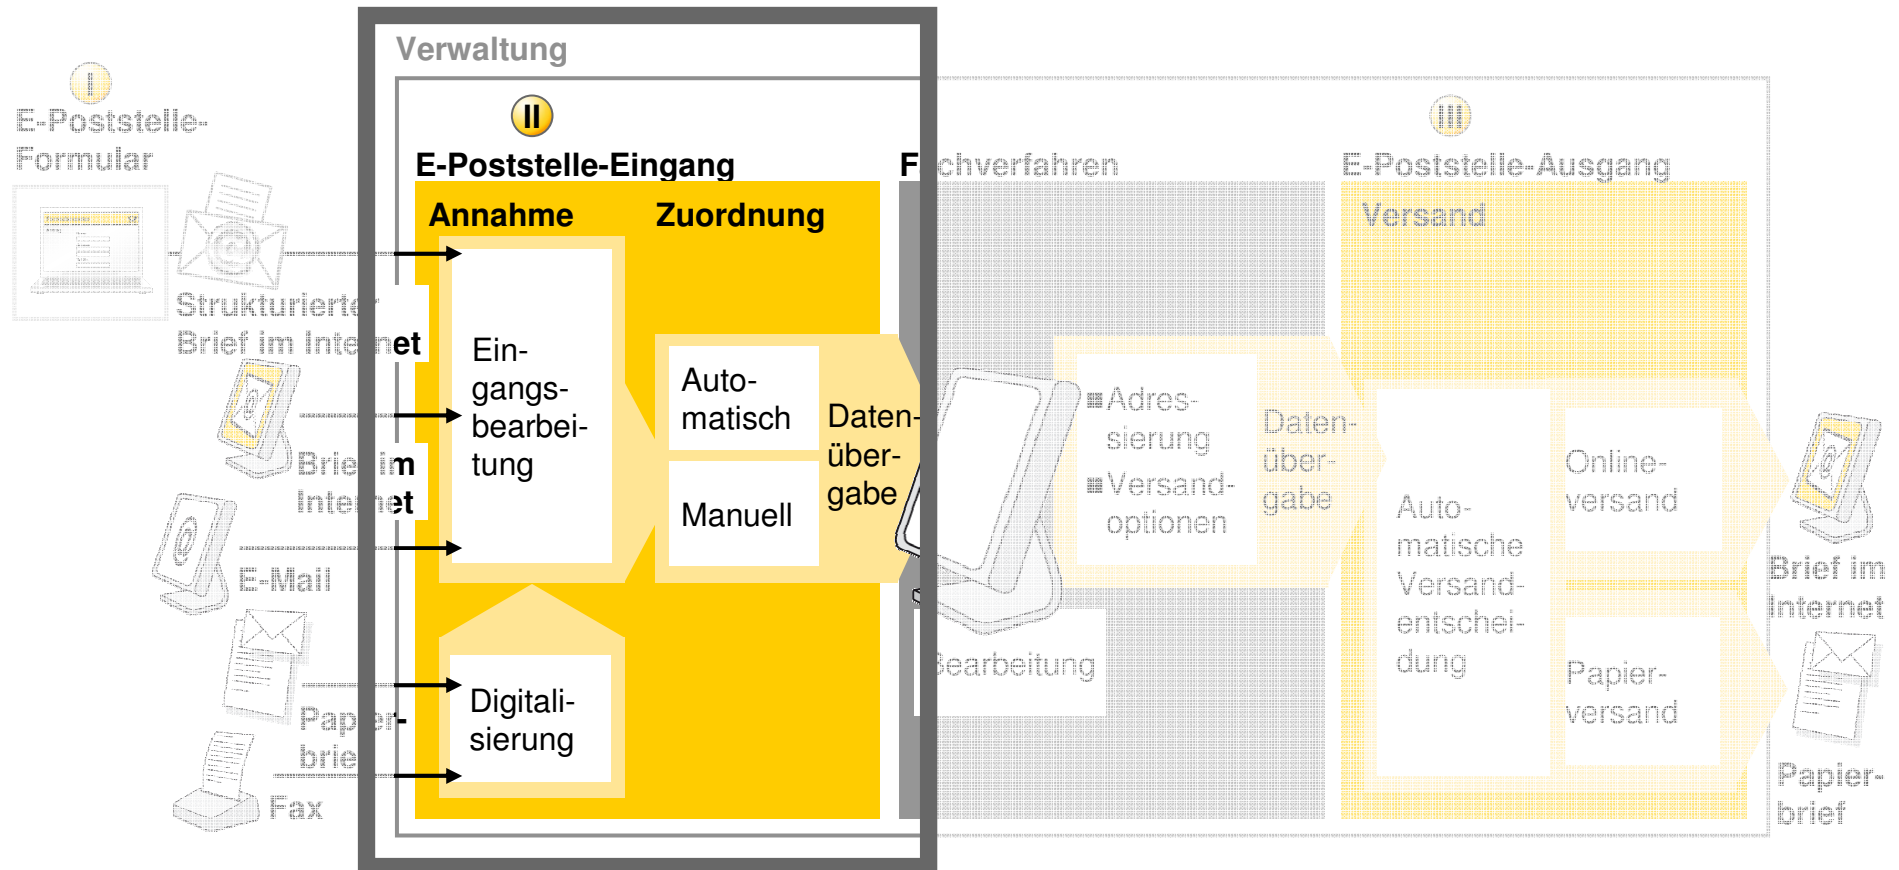 Verwaltung
I
E-Poststelle-
Formular
Strukturierter
Brief im Internet
Brief im
Internet
E-Mail
Papier-
brief
Fax
II
E-Poststelle-Eingang
Annahme
Zuordnung
Ein-
gangs-
bearbei-
tung
Digitali-
sierung
Auto-
matisch
Manuell
Daten-
über-
gabe
Fachverfahren
Bearbeitung
Adres-
sierung
Versand-
optionen
Daten-
über-
gabe
III
E-Poststelle-Ausgang
Versand
Auto-
matische
Versand-
entschei-
dung
Online-
versand
Papier-
versand
Brief im
Internet
Papier-
brief